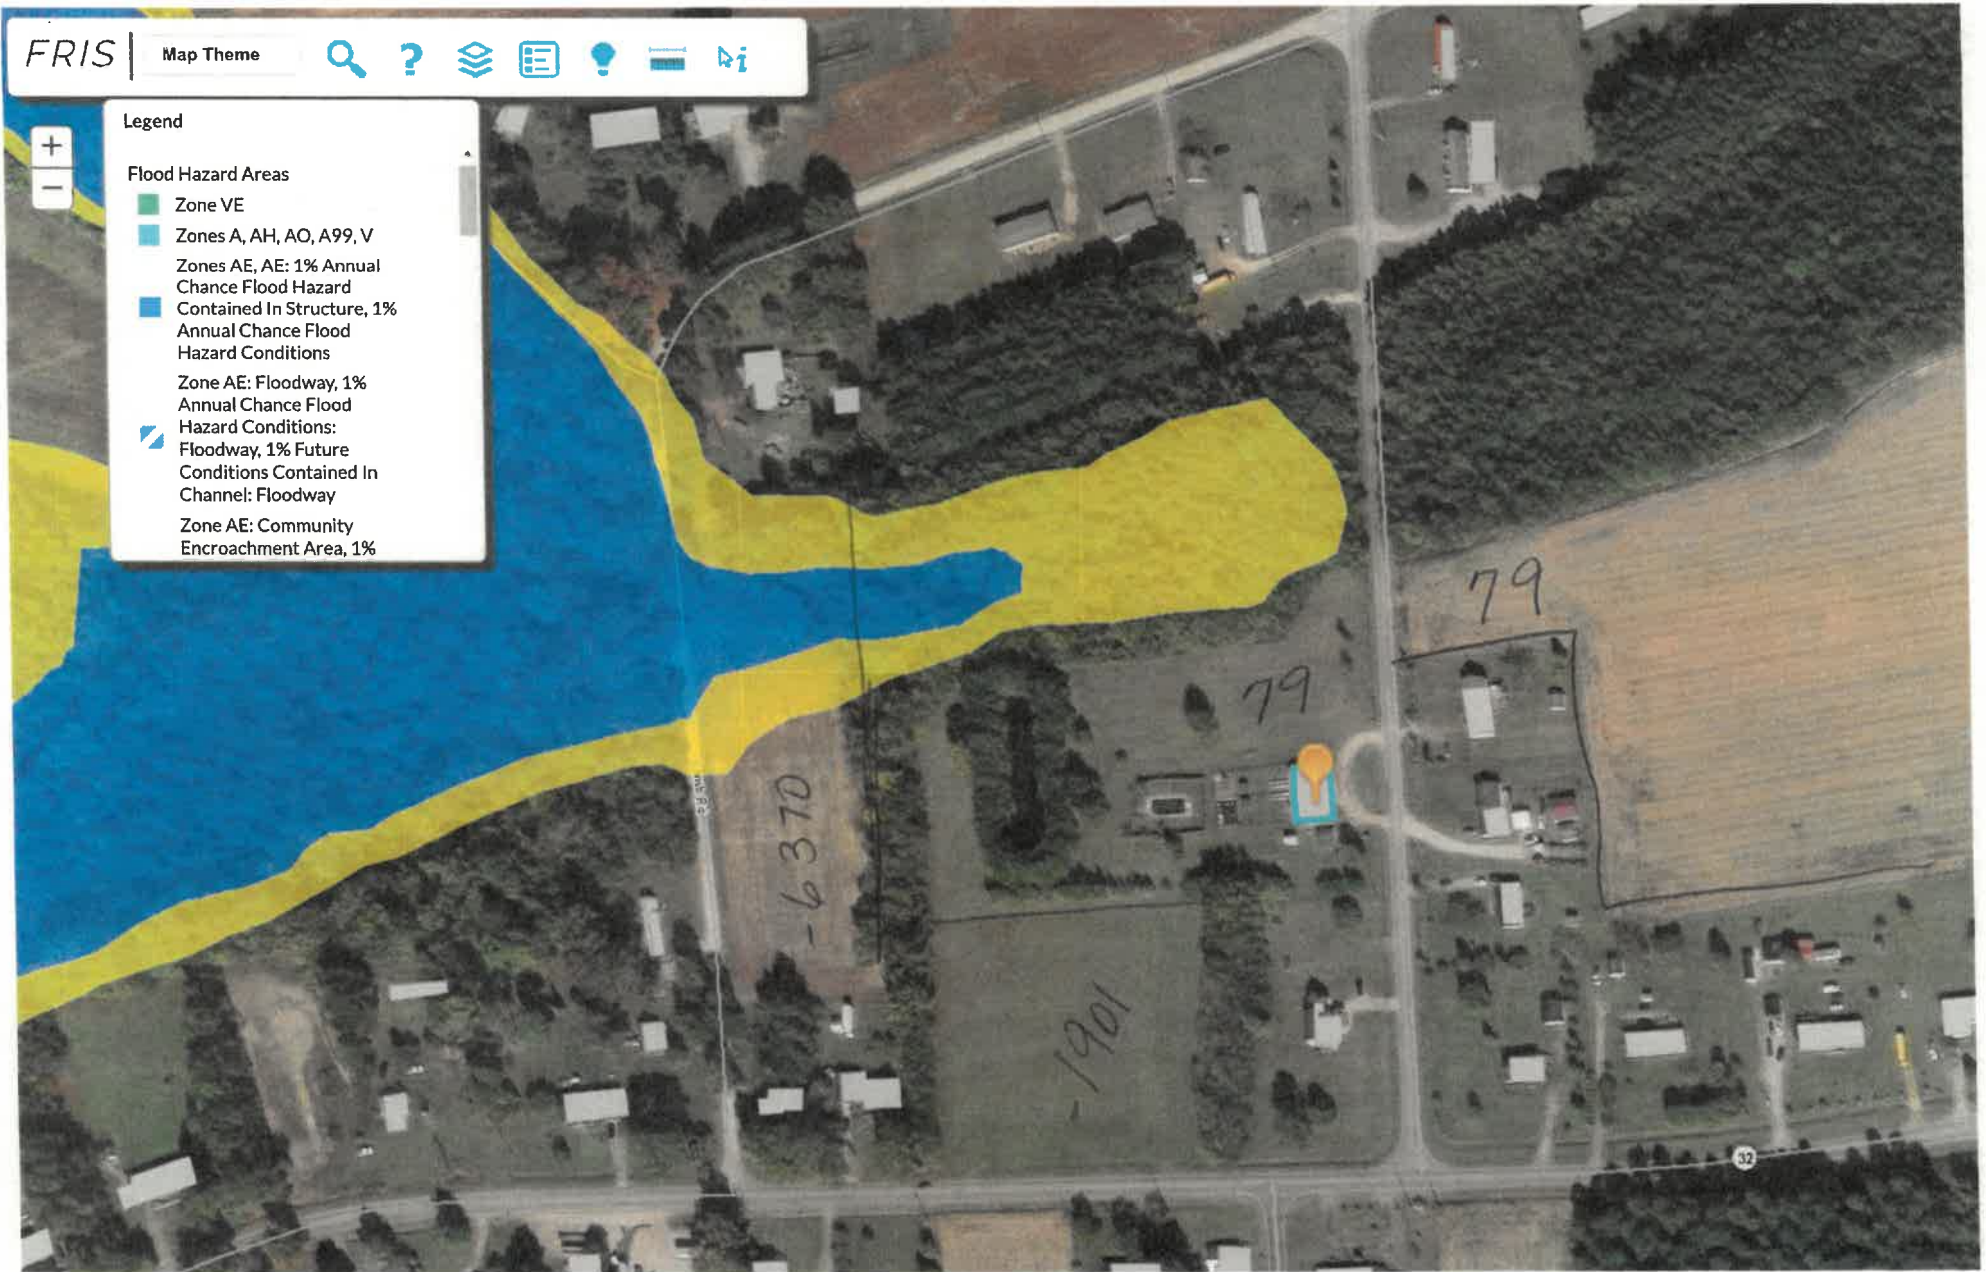 FRIS
Map Theme
?
i
+
−
Legend
Flood Hazard Areas
Zone VE
Zones A, AH, AO, A99, V
Zones AE, AE: 1% Annual
Chance Flood Hazard
Contained In Structure, 1%
Annual Chance Flood
Hazard Conditions
Zone AE: Floodway, 1%
Annual Chance Flood
Hazard Conditions:
Floodway, 1% Future
Conditions Contained In
Channel: Floodway
Zone AE: Community
Encroachment Area, 1%
79
79
-6370
-1901
32